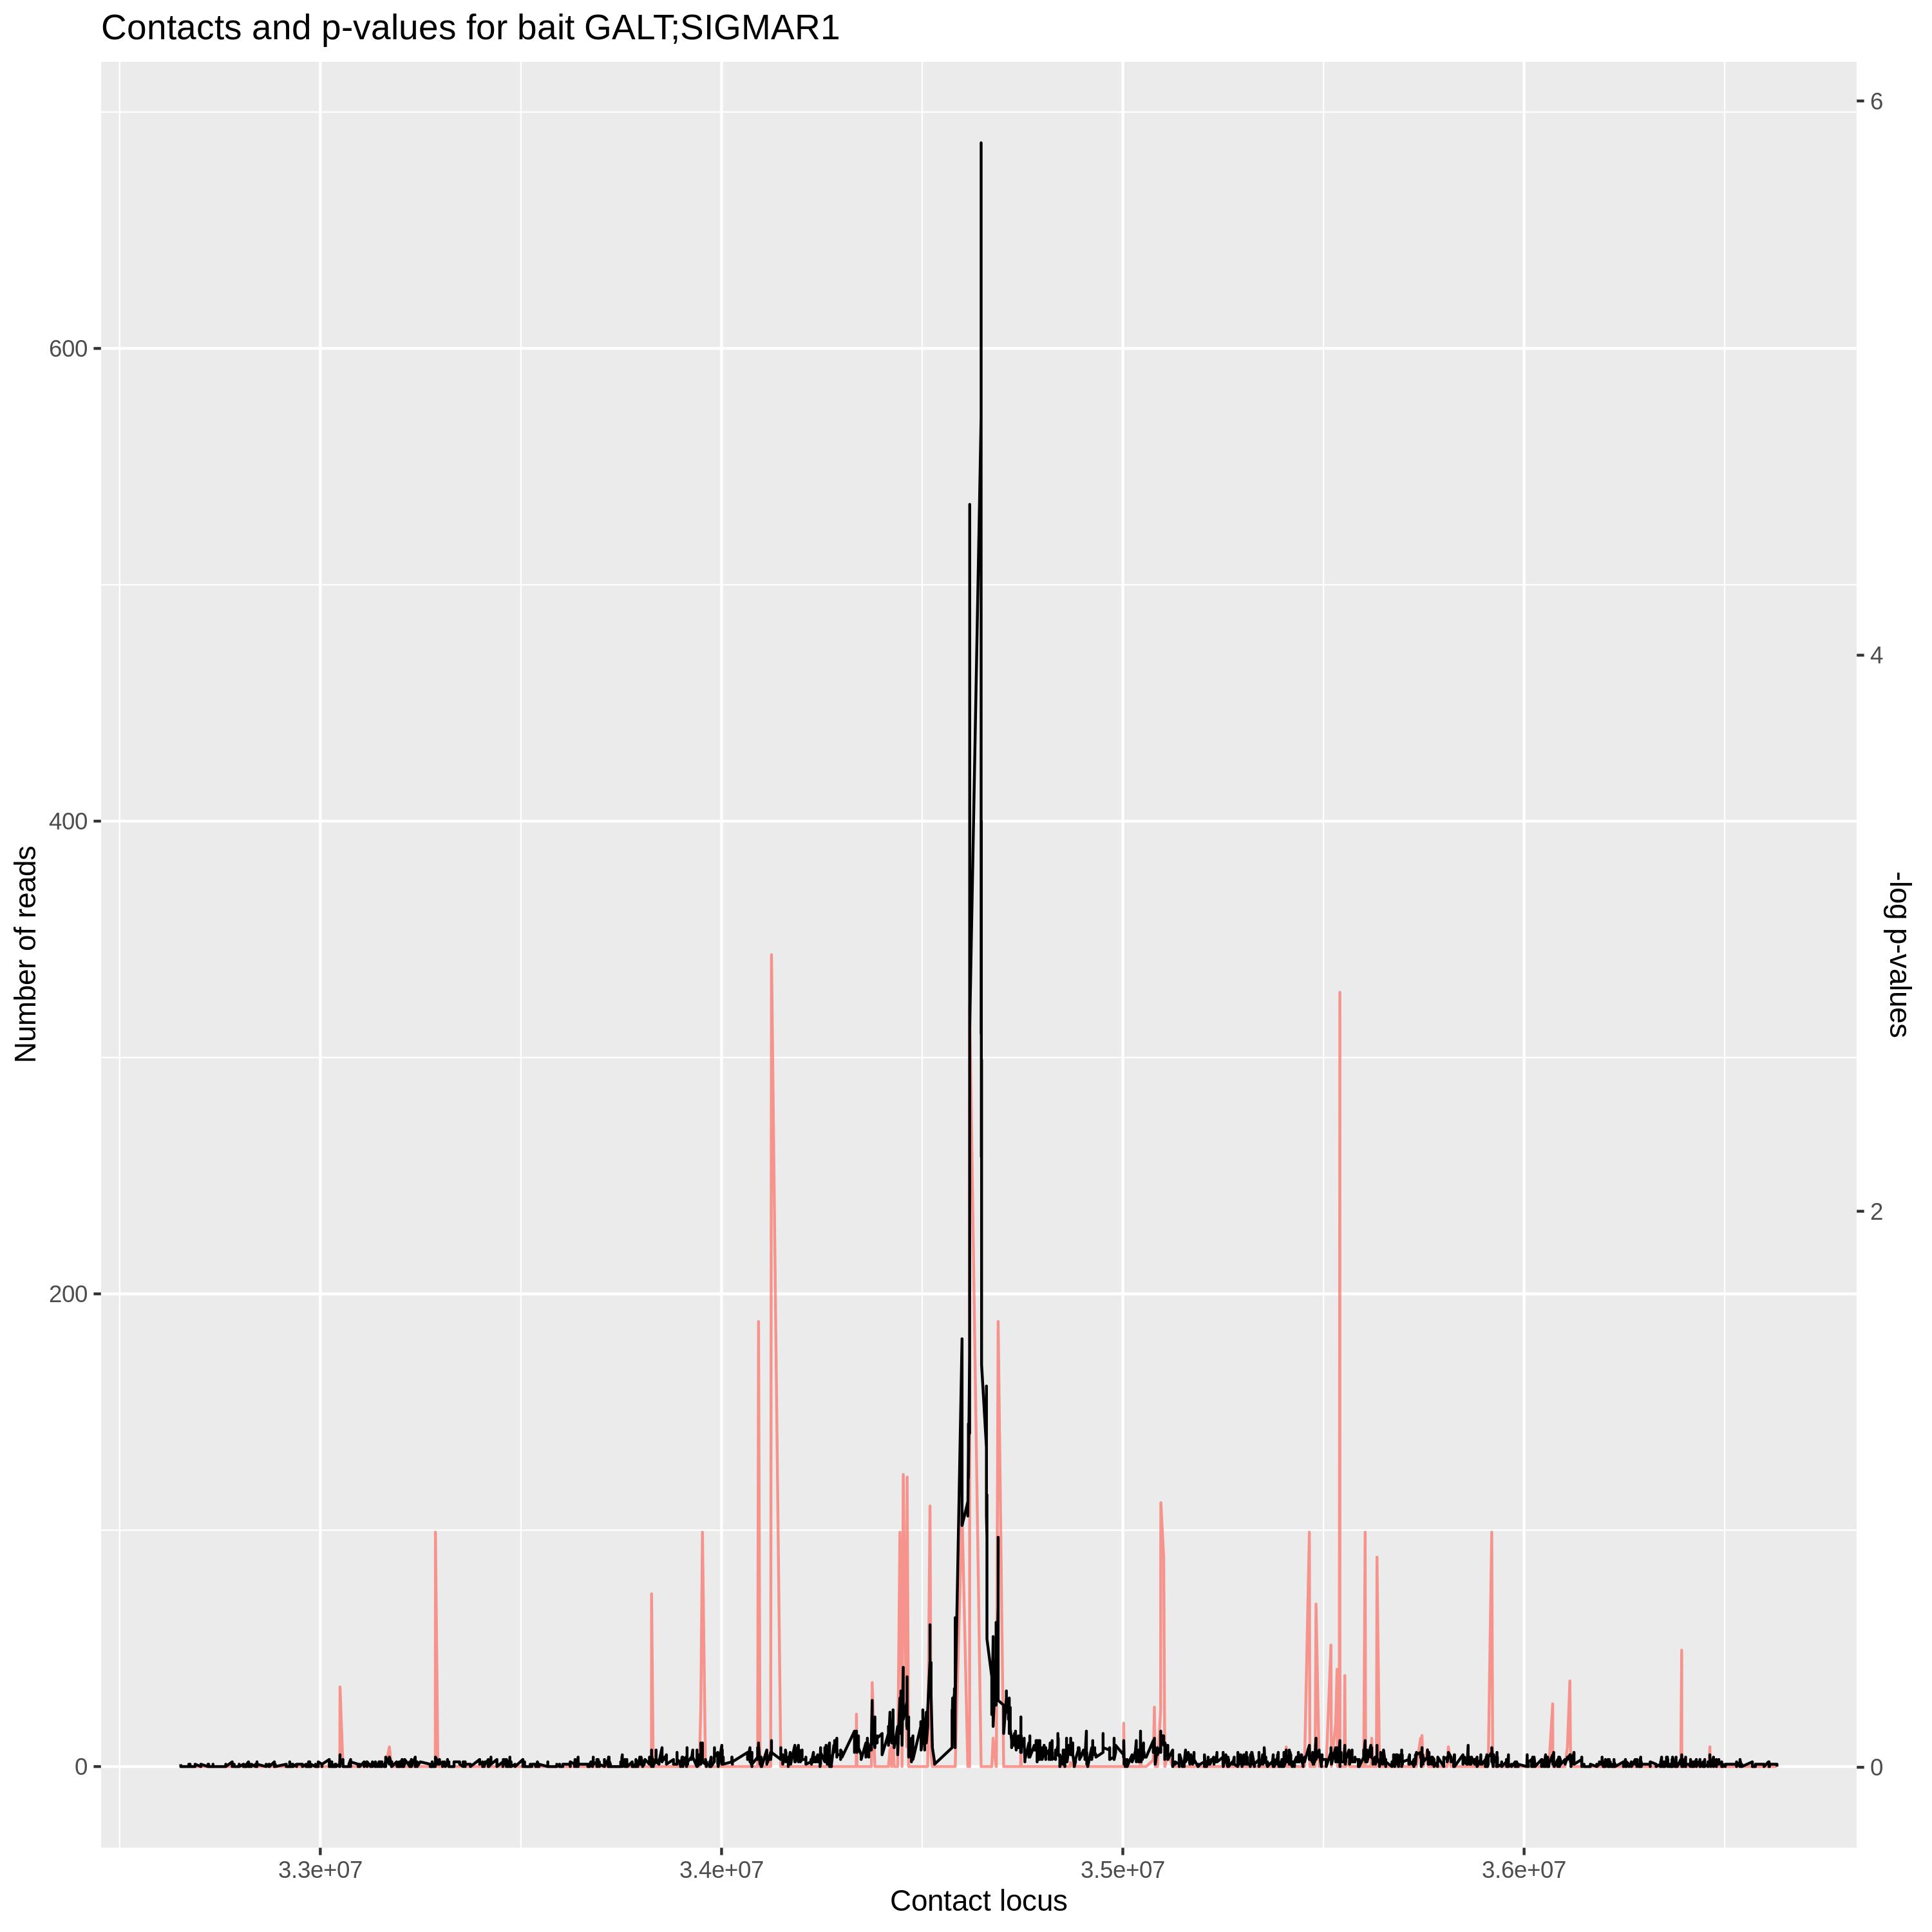 Contacts and p-values for bait GALT;SIGMAR1
6
600
4
400
Number of reads
-log p-values
2
200
0
0
3.3e+07
3.4e+07
3.5e+07
3.6e+07
Contact locus